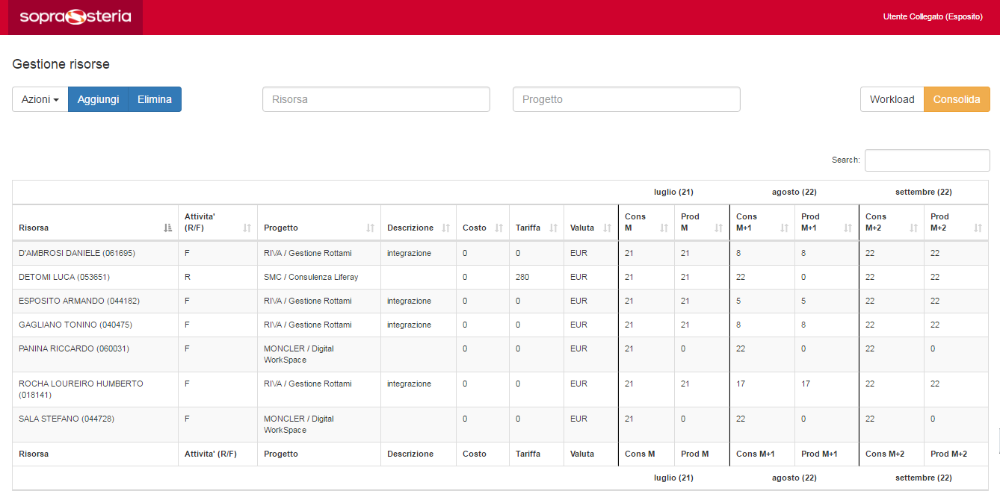 sopra steria
Utente Collegato (Esposito)
Gestione risorse
Azioni Aggiungi Elimina Risorsa Progetto Workload Consolida
Search:
luglio (21) agosto (22) settembre (22)
Risorsa Attivita' (R/F) Progetto Descrizione Costo Tariffa Valuta Cons M Prod M Cons M+1 Prod M+1 Cons M+2 Prod M+2
D'AMBROSI DANIELE (061695) F RIVA / Gestione Rottami integrazione 0 0 EUR 21 21 8 8 22 22
DETOMI LUCA (053651) R SMC / Consulenza Liferay 0 280 EUR 21 21 22 0 22 22
ESPOSITO ARMANDO (044182) F RIVA / Gestione Rottami integrazione 0 0 EUR 21 21 5 5 22 22
GAGLIANO TONINO (040475) F RIVA / Gestione Rottami integrazione 0 0 EUR 21 21 8 8 22 22
PANINA RICCARDO (060031) F MONCLER / Digital WorkSpace 0 0 EUR 21 0 22 0 22 0
ROCHA LOUREIRO HUMBERTO (018141) F RIVA / Gestione Rottami integrazione 0 0 EUR 21 21 17 17 22 22
SALA STEFANO (044728) F MONCLER / Digital WorkSpace 0 0 EUR 21 0 22 0 22 0
Risorsa Attivita' (R/F) Progetto Descrizione Costo Tariffa Valuta Cons M Prod M Cons M+1 Prod M+1 Cons M+2 Prod M+2
luglio (21) agosto (22) settembre (22)